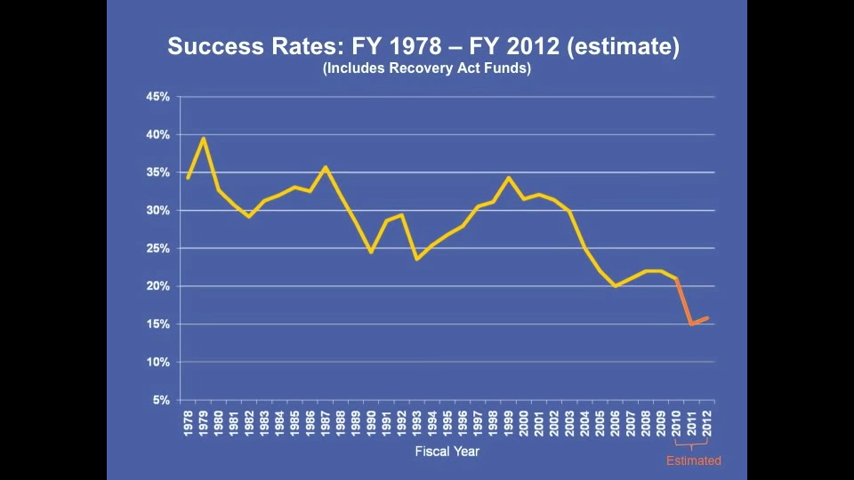 Success Rates: FY 1978 – FY 2012 (estimate)
(Includes Recovery Act Funds)
45%
40%
35%
30%
25%
20%
15%
10%
5%
1978 1979 1980 1981 1982 1983 1984 1985 1986 1987 1988 1989 1990 1991 1992 1993 1994 1995 1996 1997 1998 1999 2000 2001 2002 2003 2004 2005 2006 2007 2008 2009 2010 2011 2012
Fiscal Year
Estimated